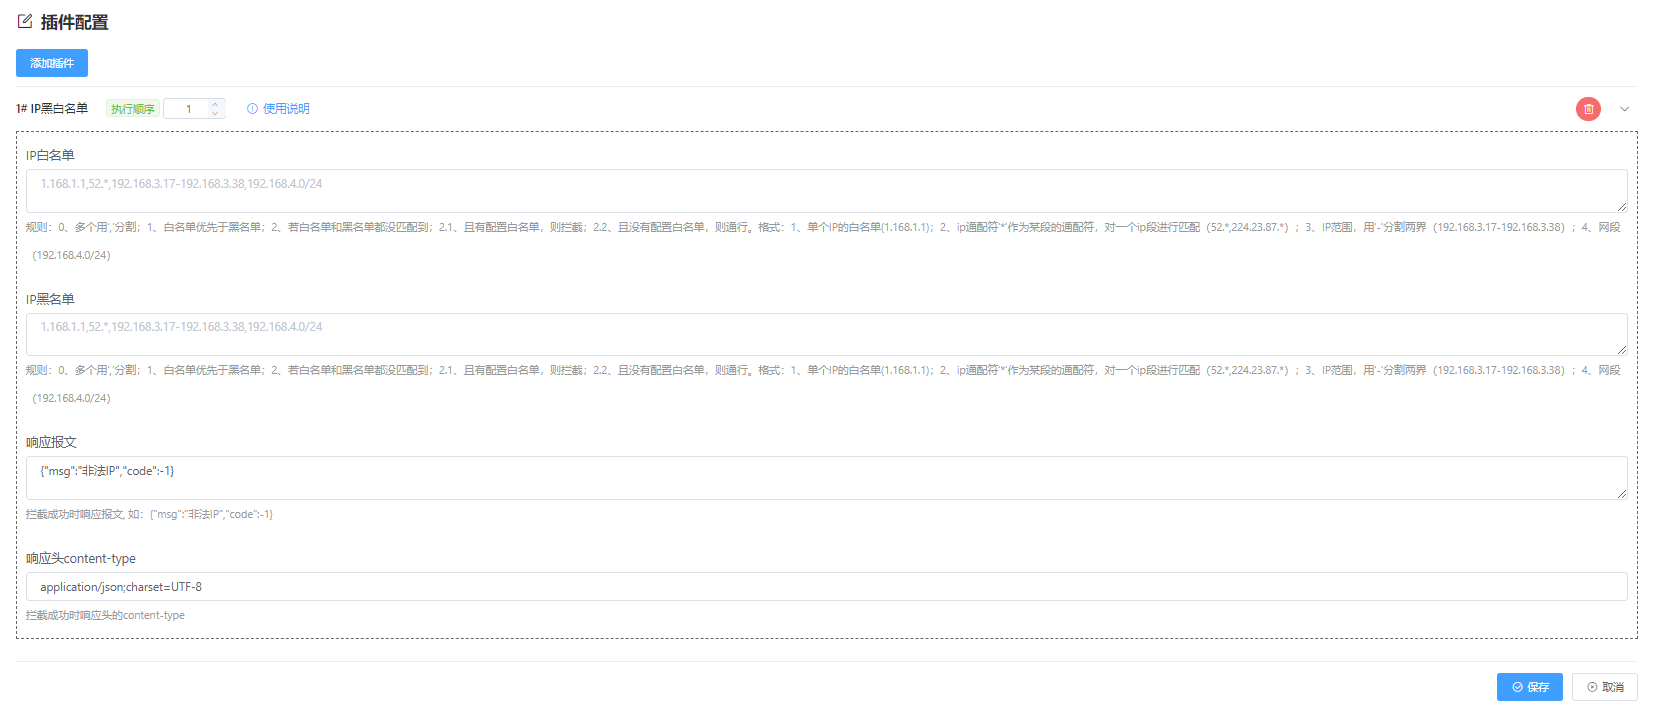 插件配置
添加插件
1# IP黑白名单 执行顺序 1 使用说明
IP白名单
1.168.1.1,52.*,192.168.3.17-192.168.3.38,192.168.4.0/24
规则：0、多个用','分割；1、白名单优先于黑名单；2、若白名单和黑名单都没匹配到；2.1、且有配置白名单，则拦截；2.2、且没有配置白名单，则通行。格式：1、单个IP的白名单(1.168.1.1)；2、ip通配符'*'作为某段的通配符，对一个ip段进行匹配（52.*,224.23.87.*）；3、IP范围，用'-'分割两界（192.168.3.17-192.168.3.38）；4、网段
（192.168.4.0/24）
IP黑名单
1.168.1.1,52.*,192.168.3.17-192.168.3.38,192.168.4.0/24
规则：0、多个用','分割；1、白名单优先于黑名单；2、若白名单和黑名单都没匹配到；2.1、且有配置白名单，则拦截；2.2、且没有配置白名单，则通行。格式：1、单个IP的白名单(1.168.1.1)；2、ip通配符'*'作为某段的通配符，对一个ip段进行匹配（52.*,224.23.87.*）；3、IP范围，用'-'分割两界（192.168.3.17-192.168.3.38）；4、网段
（192.168.4.0/24）
响应报文
{"msg":"非法IP","code":-1}
拦截成功时响应报文, 如：{"msg":"非法IP","code":-1}
响应头content-type
application/json;charset=UTF-8
拦截成功时响应头的content-type
保存 取消